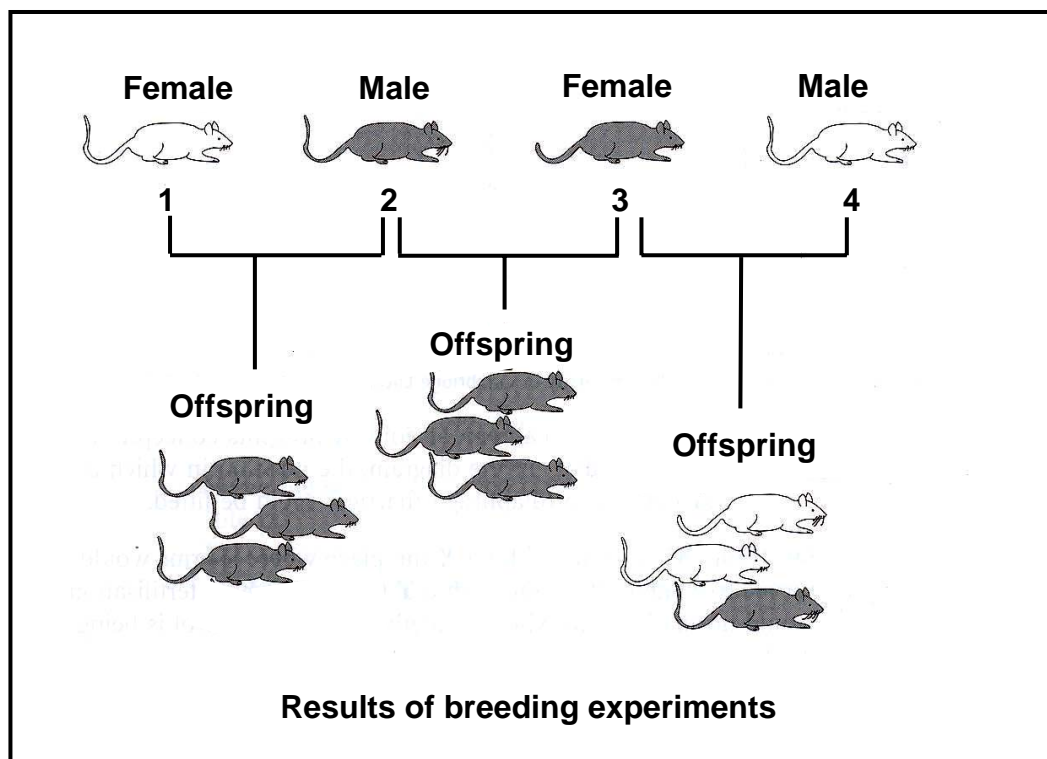 Female Male Female Male
1 2 3 4
Offspring
Offspring
Offspring
Results of breeding experiments